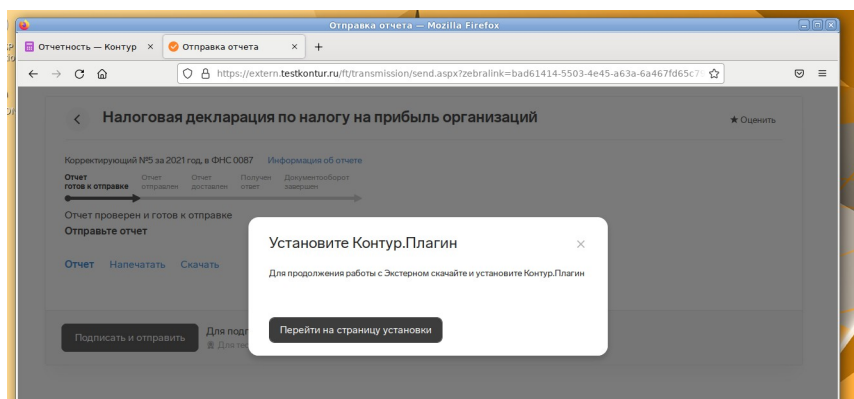 Отправка отчета — Mozilla Firefox
Отчетность — Контур × Отправка отчета × +
https://extern.testkontur.ru/ft/transmission/send.aspx?zebralink=bad61414-5503-4e45-a63a-6a467fd65c7
Налоговая декларация по налогу на прибыль организаций
Оценить
Корректирующий №5 за 2021 год, в ФНС 0087 Информация об отчете
Отчет готов к отправке
Отчет отправлен
Отчет доставлен
Получен ответ
Документооборот завершен
Отчет проверен и готов к отправке
Отправьте отчет
Отчет Напечатать Скачать
Установите Контур.Плагин
Для продолжения работы с Экстерном скачайте и установите Контур.Плагин
Перейти на страницу установки
Подписать и отправить
Для подп